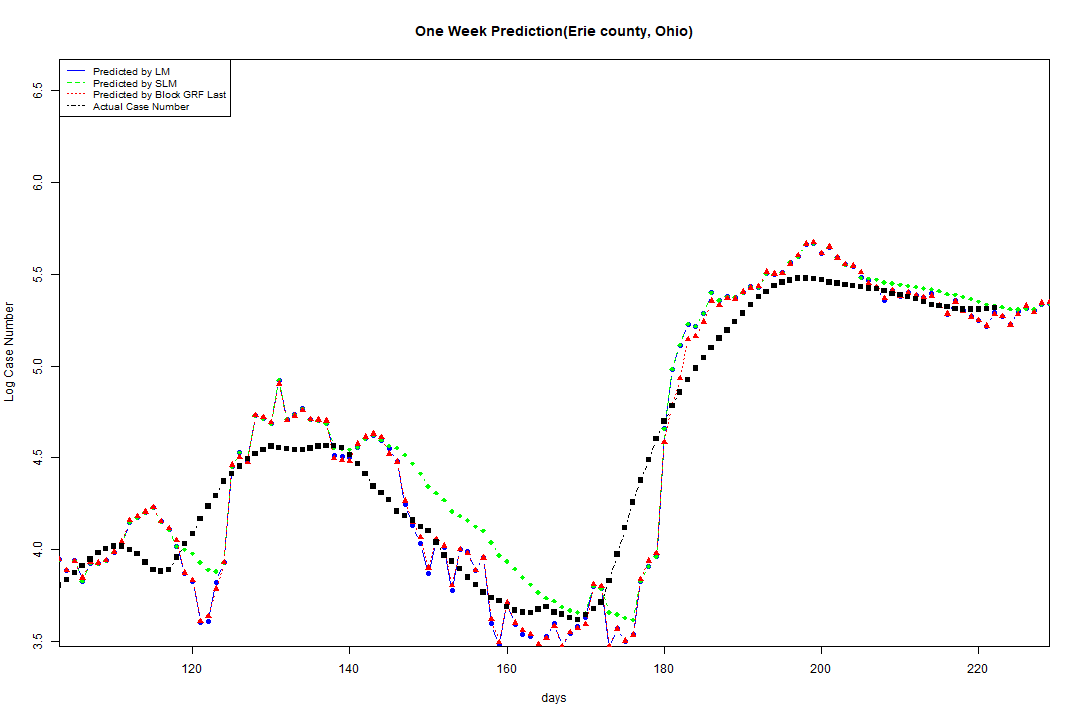 One Week Prediction(Erie county, Ohio)
Predicted by LM
Predicted by SLM
Predicted by Block GRF Last
Actual Case Number
6.5
6.0
5.5
5.0
4.5
4.0
3.5
Log Case Number
120 140 160 180 200 220
days